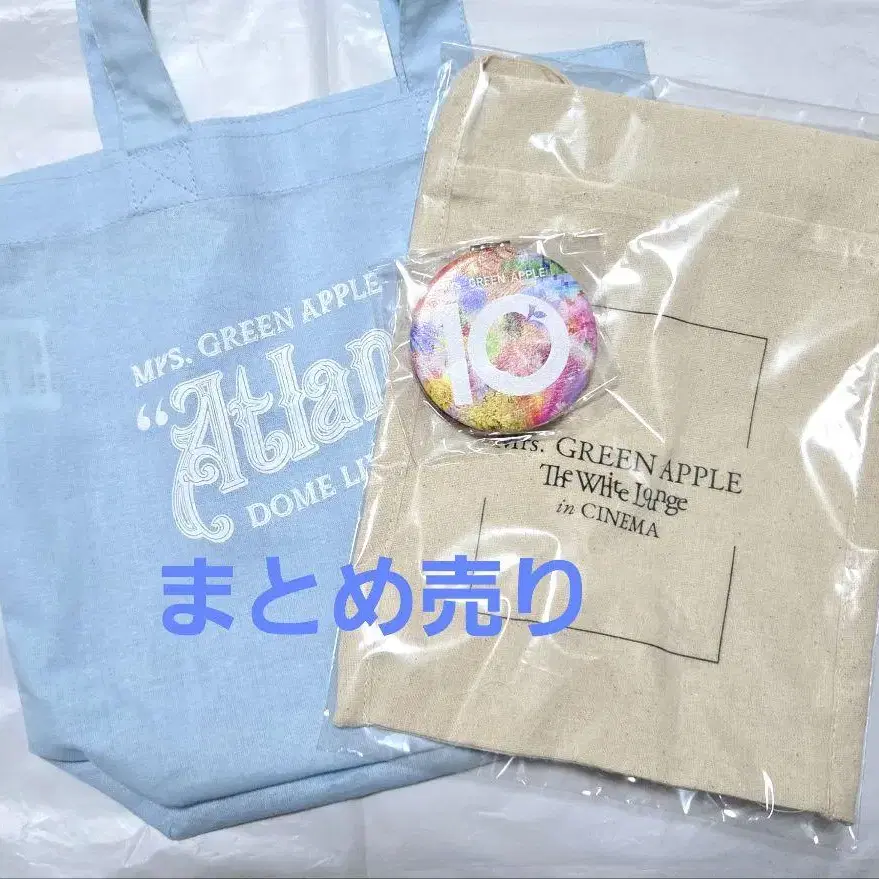 Mrs. GREEN APPLE
"Atlan
DOME LI
GREEN APPLE
10
Mrs. GREEN APPLE
The White Lounge
in CINEMA
まとめ売り